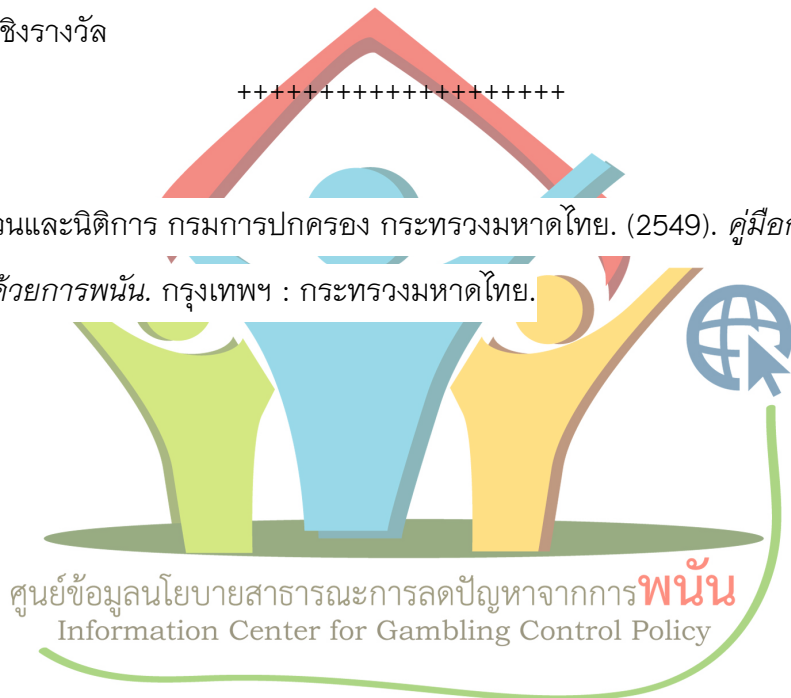 ชิงรางวัล
++++++++++++++++++++
วนและนิติการ กรมการปกครอง กระทรวงมหาดไทย. (2549). คู่มือก
ด้วยการพนัน. กรุงเทพฯ : กระทรวงมหาดไทย.
ศูนย์ข้อมูลนโยบายสาธารณะการลดปัญหาจากการพนัน
Information Center for Gambling Control Policy